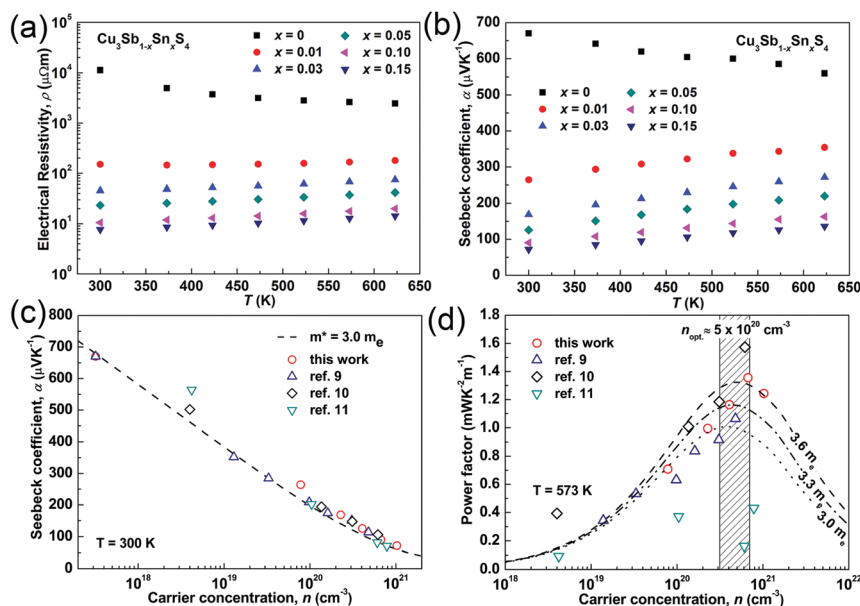 (a)
Cu3Sb1-xSnxS4
x = 0
x = 0.01
x = 0.03
x = 0.05
x = 0.10
x = 0.15
Electrical Resistivity, ρ (μΩm)
10^5
10^4
10^3
10^2
10^1
10^0
300 350 400 450 500 550 600 650
T (K)
(b)
Cu3Sb1-xSnxS4
x = 0
x = 0.01
x = 0.03
x = 0.05
x = 0.10
x = 0.15
Seebeck coefficient, α (μVK^-1)
700
600
500
400
300
200
100
0
300 350 400 450 500 550 600 650
T (K)
(c)
m* = 3.0 me
this work
ref. 9
ref. 10
ref. 11
Seebeck coefficient, α (μVK^-1)
800
700
600
500
400
300
200
100
0
T = 300 K
10^18 10^19 10^20 10^21
Carrier concentration, n (cm^-3)
(d)
nopt. ≈ 5 x 10^20 cm^-3
this work
ref. 9
ref. 10
ref. 11
Power factor (mWK^-2m^-1)
1.8
1.6
1.4
1.2
1.0
0.8
0.6
0.4
0.2
0.0
T = 573 K
3.6 me
3.3 me
3.0 me
10^18 10^19 10^20 10^21 10^22
Carrier concentration, n (cm^-3)